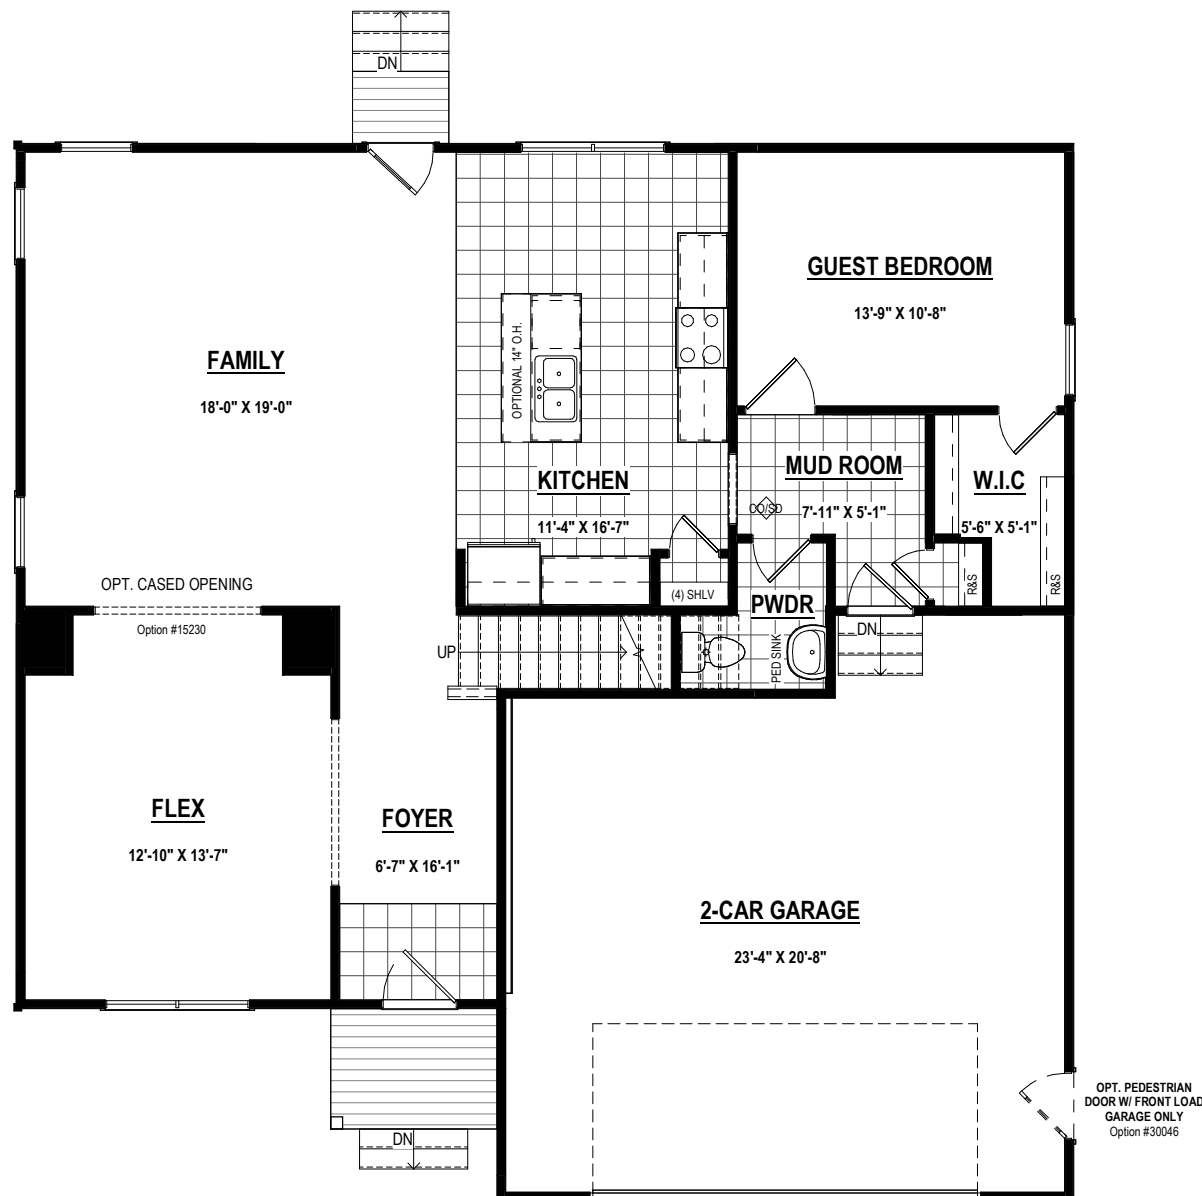 DN
GUEST BEDROOM
13'-9" X 10'-8"
FAMILY
18'-0" X 19'-0"
OPTIONAL 14" O.H.
KITCHEN
11'-4" X 16'-7"
MUD ROOM
7'-11" X 5'-1"
CO/SD
W.I.C
5'-6" X 5'-1"
R&S
R&S
OPT. CASED OPENING
Option #15230
(4) SHLV
PWDR
PED SINK
UP
DN
FLEX
12'-10" X 13'-7"
FOYER
6'-7" X 16'-1"
2-CAR GARAGE
23'-4" X 20'-8"
OPT. PEDESTRIAN
DOOR W/ FRONT LOAD
GARAGE ONLY
Option #30046
DN